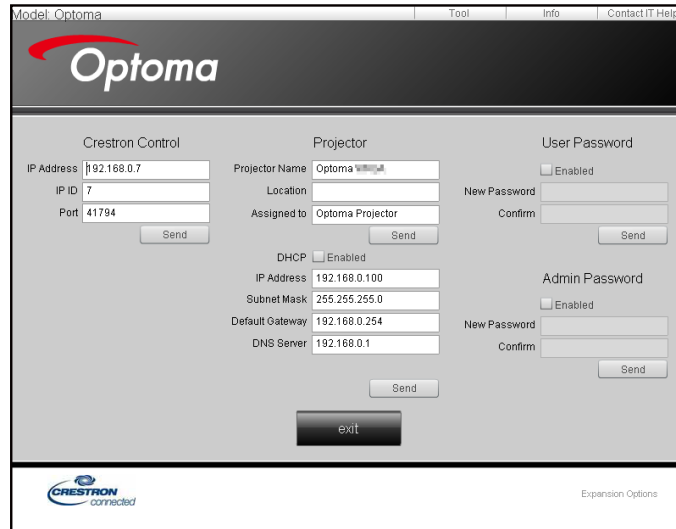 Model: Optoma
Tool
Info
Contact IT Help
Optoma
Crestron Control
IP Address 192.168.0.7
IP ID 7
Port 41794
Send
Projector
Projector Name Optoma
Location
Assigned to Optoma Projector
Send
DHCP Enabled
IP Address 192.168.0.100
Subnet Mask 255.255.255.0
Default Gateway 192.168.0.254
DNS Server 192.168.0.1
Send
User Password
Enabled
New Password
Confirm
Send
Admin Password
Enabled
New Password
Confirm
Send
exit
CRESTRON
connected
Expansion Options